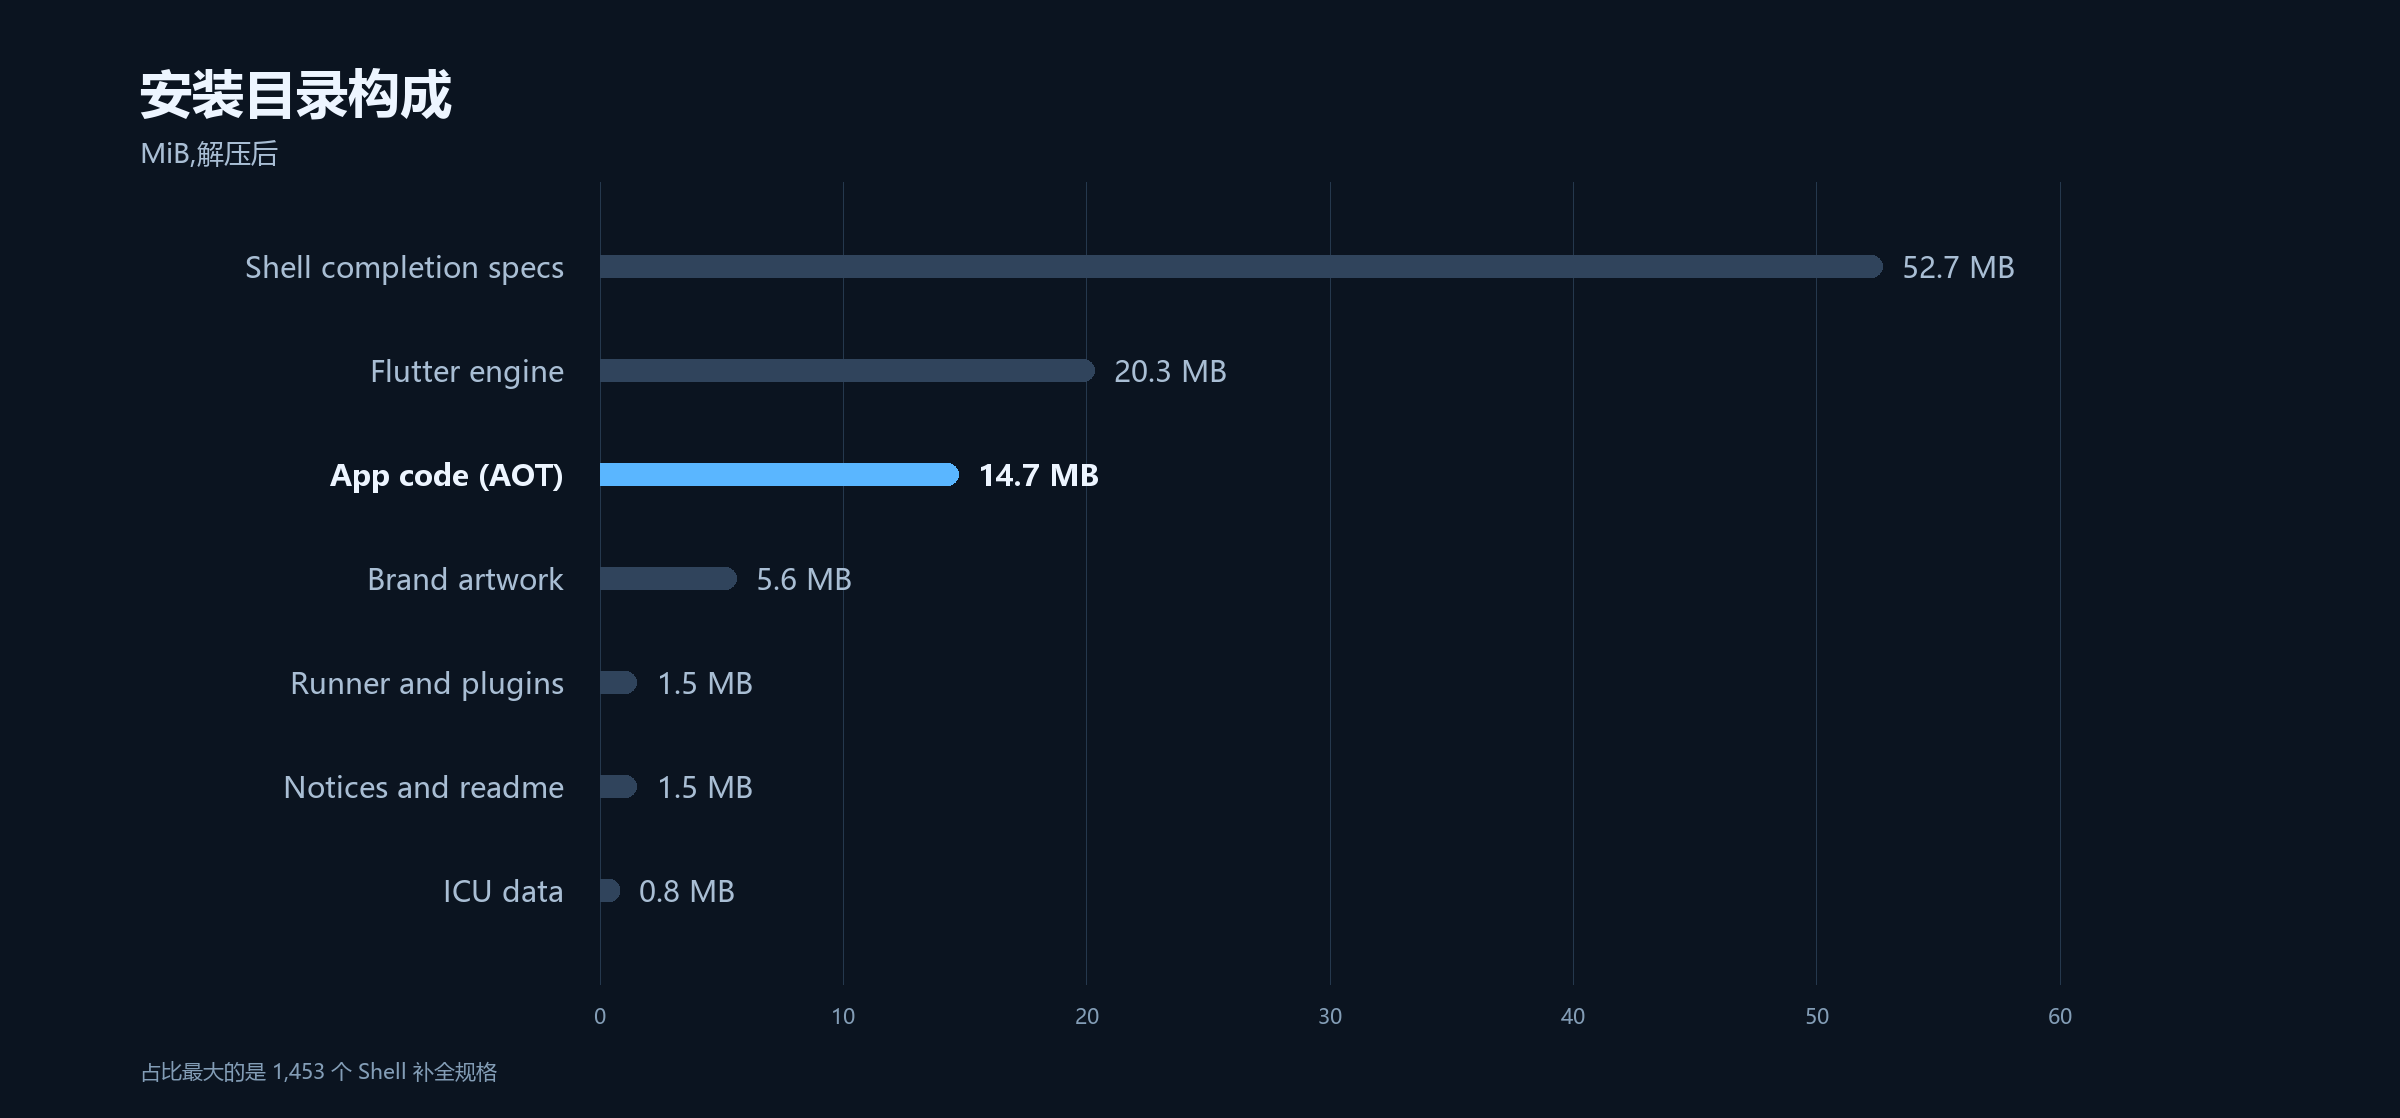 安装目录构成
MiB,解压后
Shell completion specs 52.7 MB
Flutter engine 20.3 MB
App code (AOT) 14.7 MB
Brand artwork 5.6 MB
Runner and plugins 1.5 MB
Notices and readme 1.5 MB
ICU data 0.8 MB
0 10 20 30 40 50 60
占比最大的是 1,453 个 Shell 补全规格